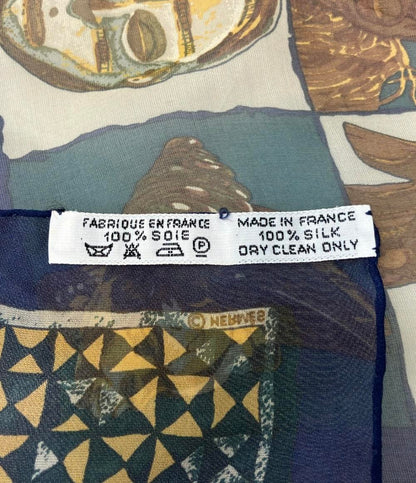 FABRIQUE EN FRANCE
100% SOIE
P
MADE IN FRANCE
100% SILK
DRY CLEAN ONLY
© HERMES